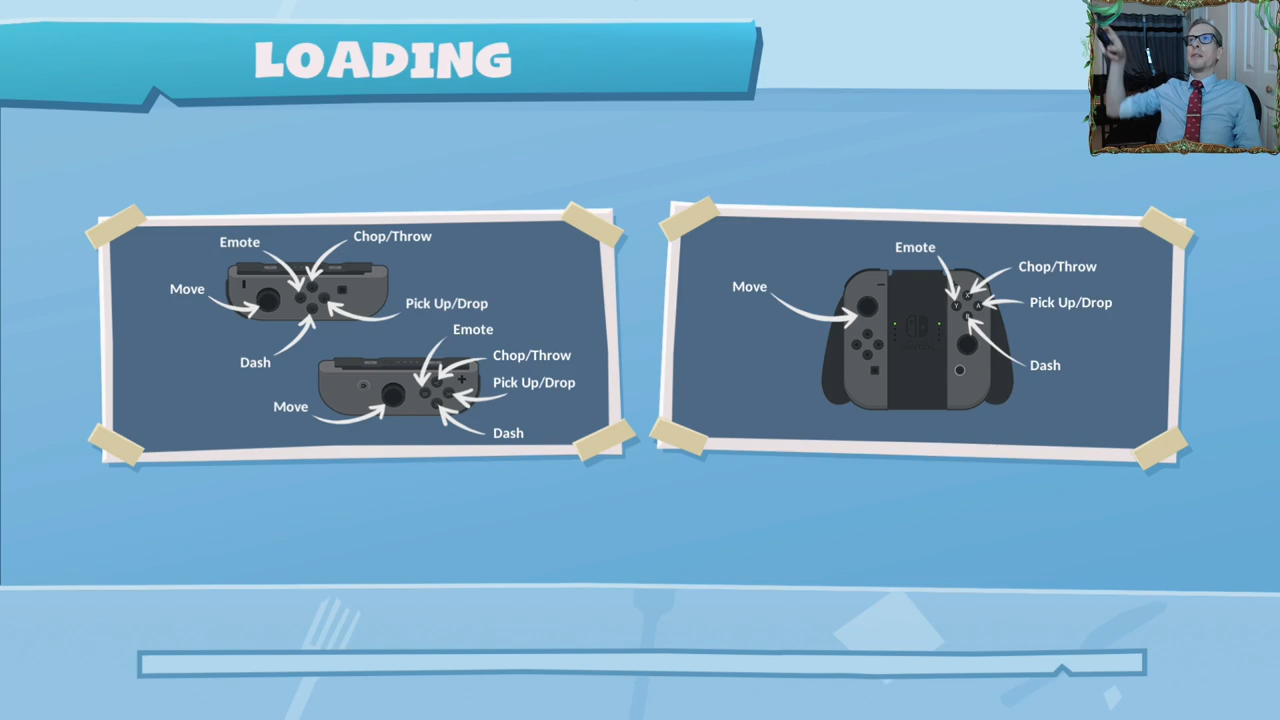 LOADING
Emote
Chop/Throw
Move
Pick Up/Drop
Dash
Emote
Chop/Throw
Pick Up/Drop
Move
Dash
Emote
Chop/Throw
Move
Pick Up/Drop
Dash
X
Y
A
B